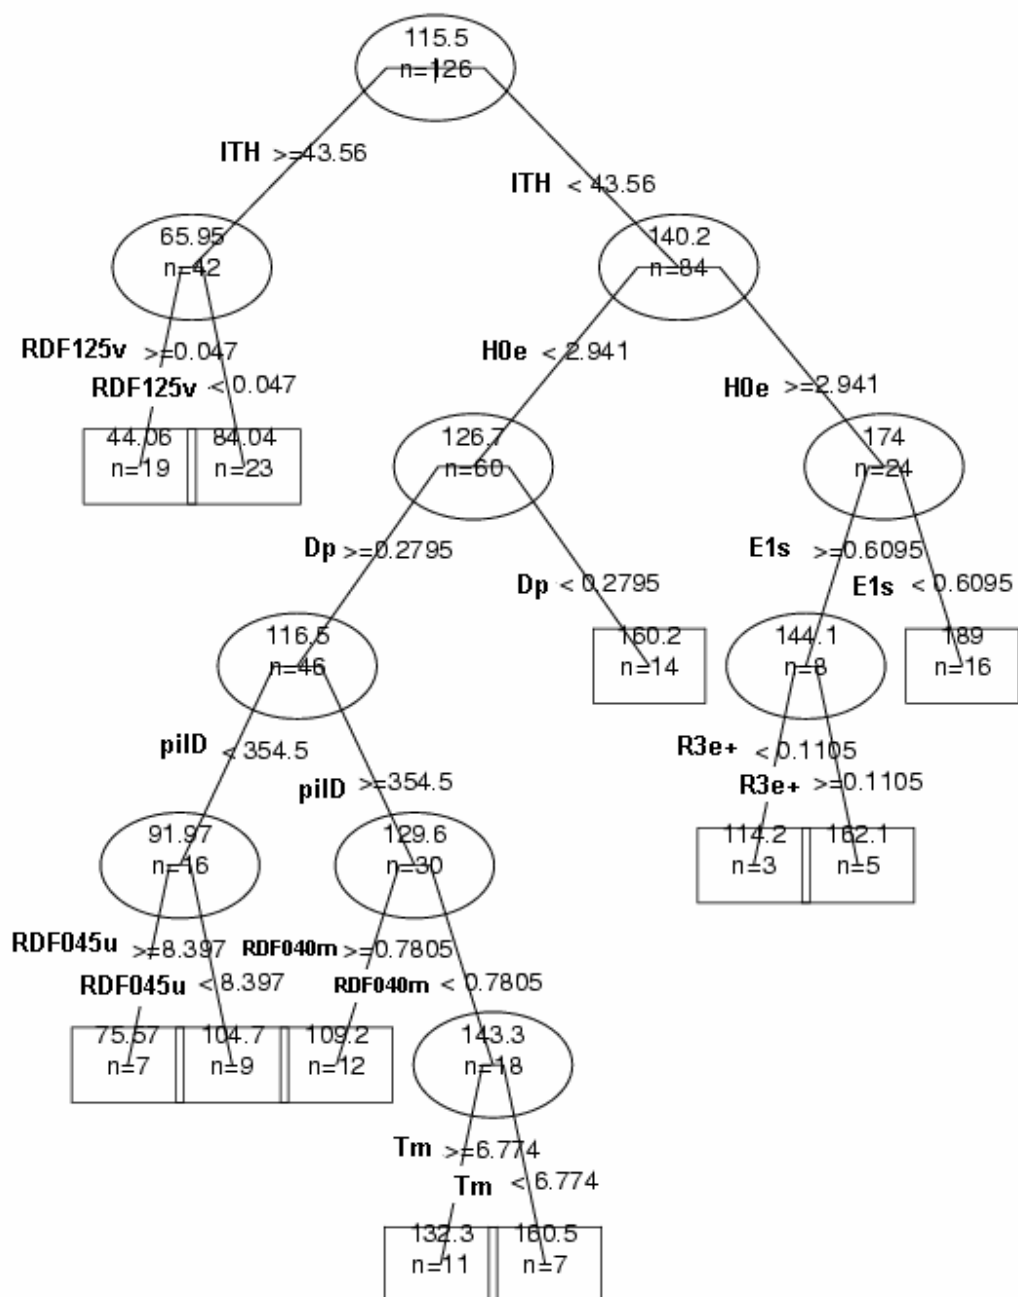 115.5
n=126
ITH >=43.56
ITH < 43.56
65.95
n=42
140.2
n=84
RDF125v >=0.047
RDF125v < 0.047
H0e < 2.941
H0e >=2.941
44.06
n=19
84.04
n=23
126.7
n=60
174
n=24
Dp >=0.2795
Dp < 0.2795
E1s >=0.6095
E1s < 0.6095
116.5
n=46
160.2
n=14
144.1
n=8
189
n=16
piID < 354.5
piID >=354.5
R3e+ < 0.1105
R3e+ >=0.1105
91.97
n=16
129.6
n=30
114.2
n=3
162.1
n=5
RDF045u >=8.397
RDF045u < 8.397
RDF040m >=0.7805
RDF040m < 0.7805
75.57
n=7
104.7
n=9
109.2
n=12
143.3
n=18
Tm >=6.774
Tm < 6.774
132.3
n=11
160.5
n=7